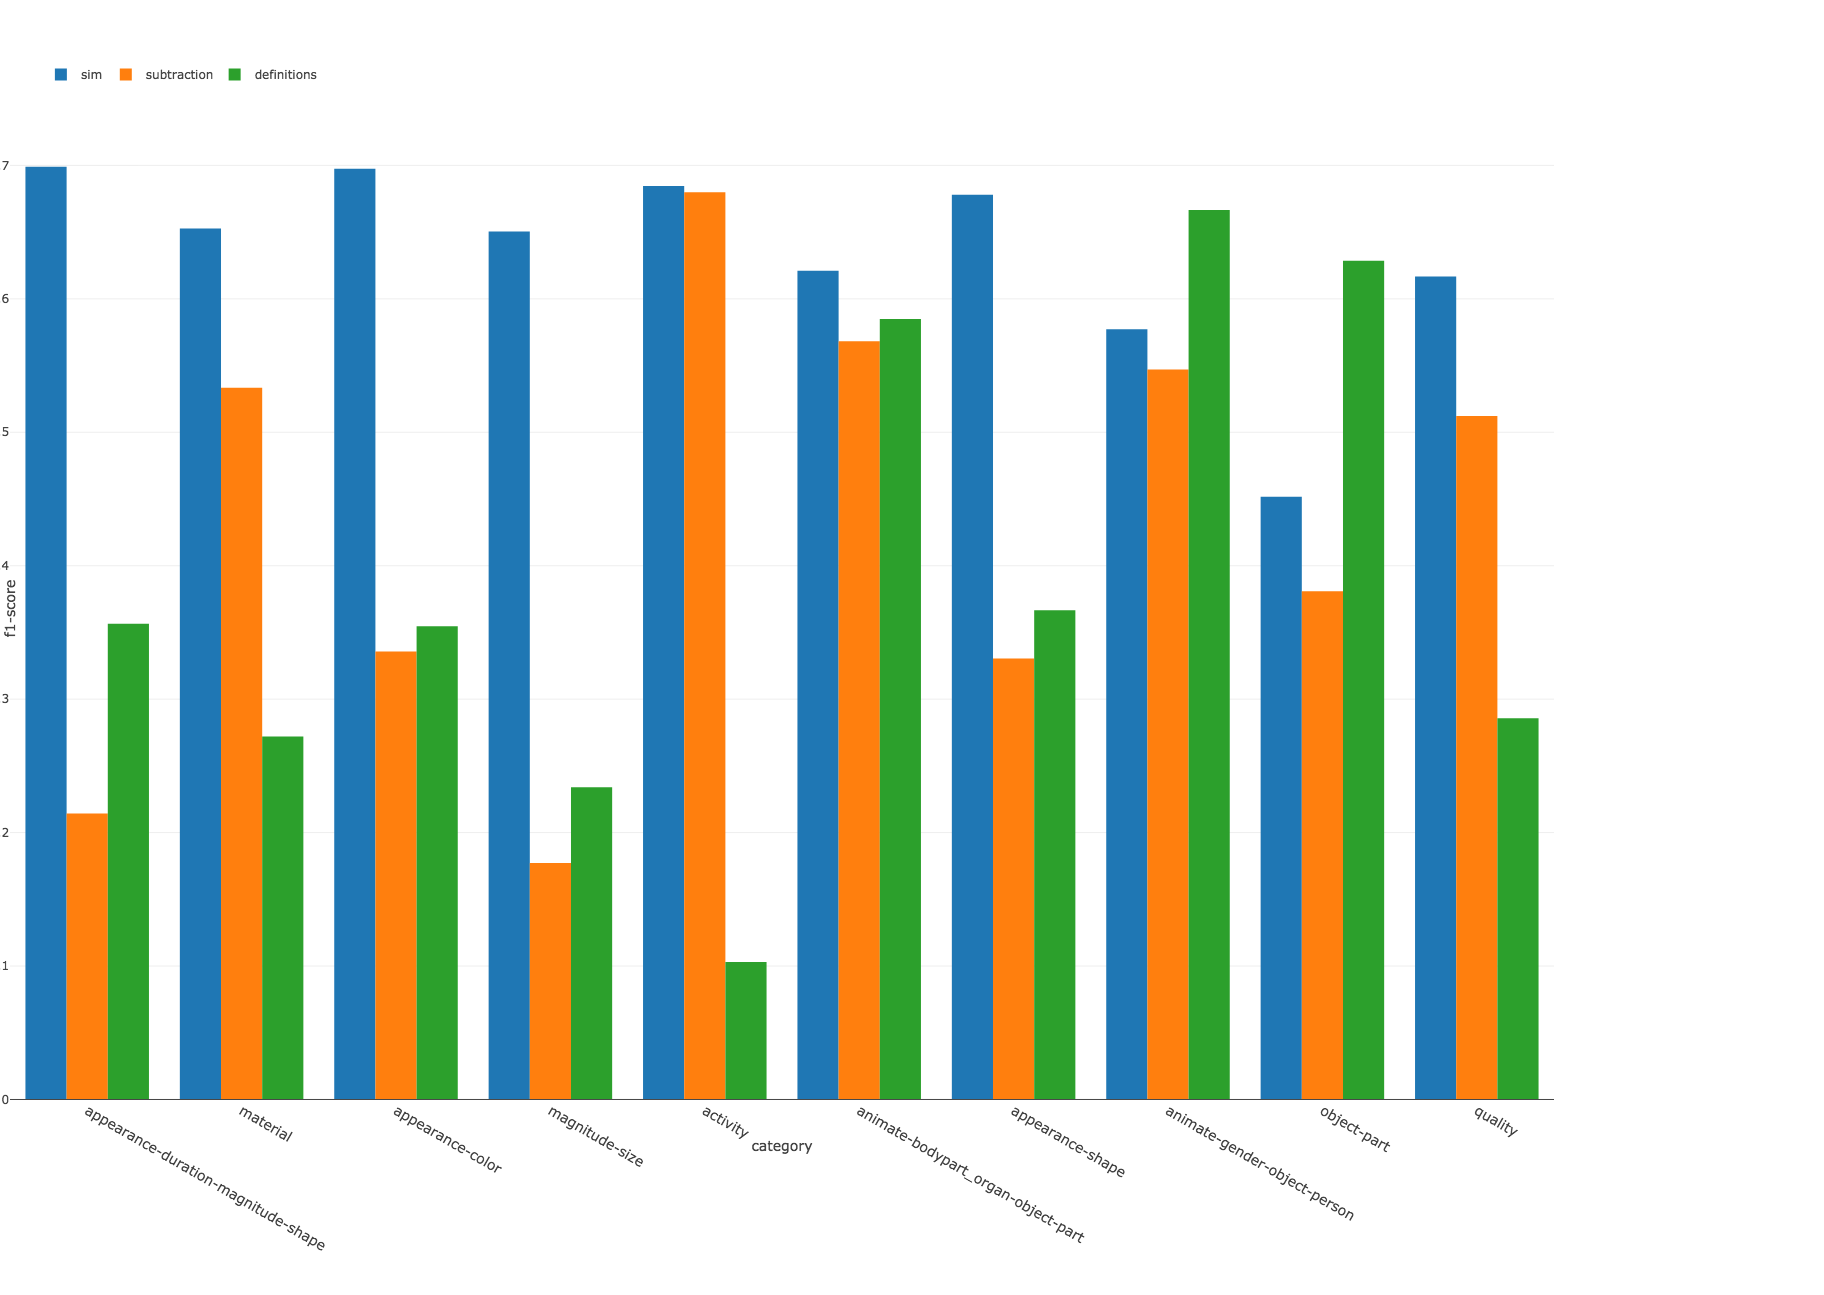 sim subtraction definitions
7
6
5
4
3
2
1
0
f1-score
appearance-duration-magnitude-shape
material
appearance-color
magnitude-size
activity
animate-bodypart_organ-object-part
appearance-shape
animate-gender-object-person
object-part
quality
category